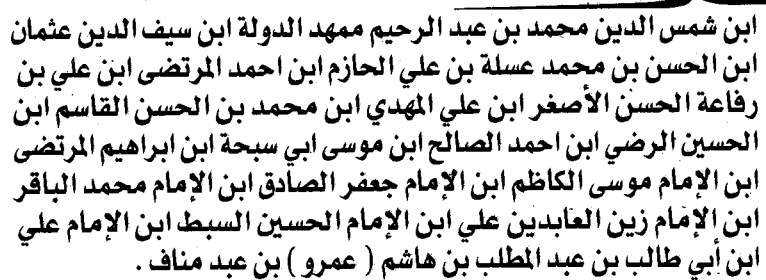 ابن شمس الدين محمد بن عبد الرحيم ممهد الدولة ابن سيف الدين عثمان
ابن الحسن بن محمد عسلة بن علي الحازم ابن احمد المرتضى ابن علي بن
رفاعة الحسن الأصغر ابن علي المهدي ابن محمد بن الحسن القاسم ابن
الحسين الرضي ابن احمد الصالح ابن موسى ابي سبحة ابن ابراهيم المرتضى
ابن الإمام موسى الكاظم ابن الإمام جعفر الصادق ابن الإمام محمد الباقر
ابن الإمام زين العابدين علي ابن الإمام الحسين السبط ابن الإمام علي
ابن أبي طالب بن عبد المطلب بن هاشم ( عمرو ) بن عبد مناف .